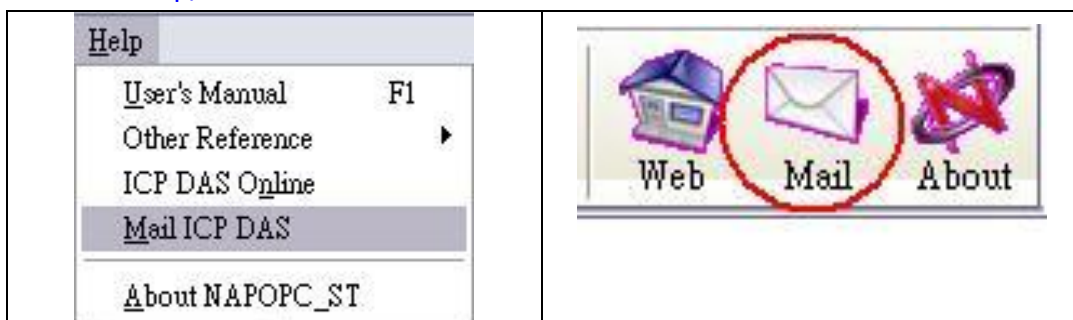 Help
User's Manual F1
Other Reference
ICP DAS Online
Mail ICP DAS
About NAPOPC_ST
Web Mail About